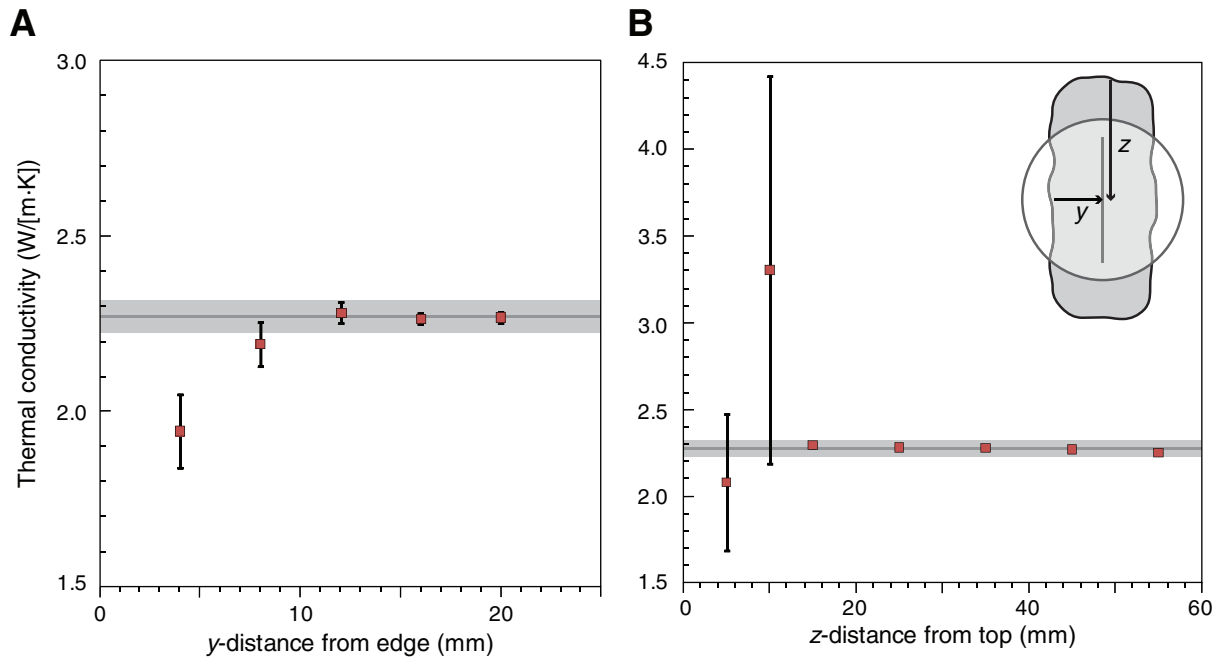 A
3.0
2.5
2.0
1.5
Thermal conductivity (W/[m·K])
0
10
20
y-distance from edge (mm)
B
4.5
4.0
3.5
3.0
2.5
2.0
1.5
z
y
0
20
40
60
z-distance from top (mm)